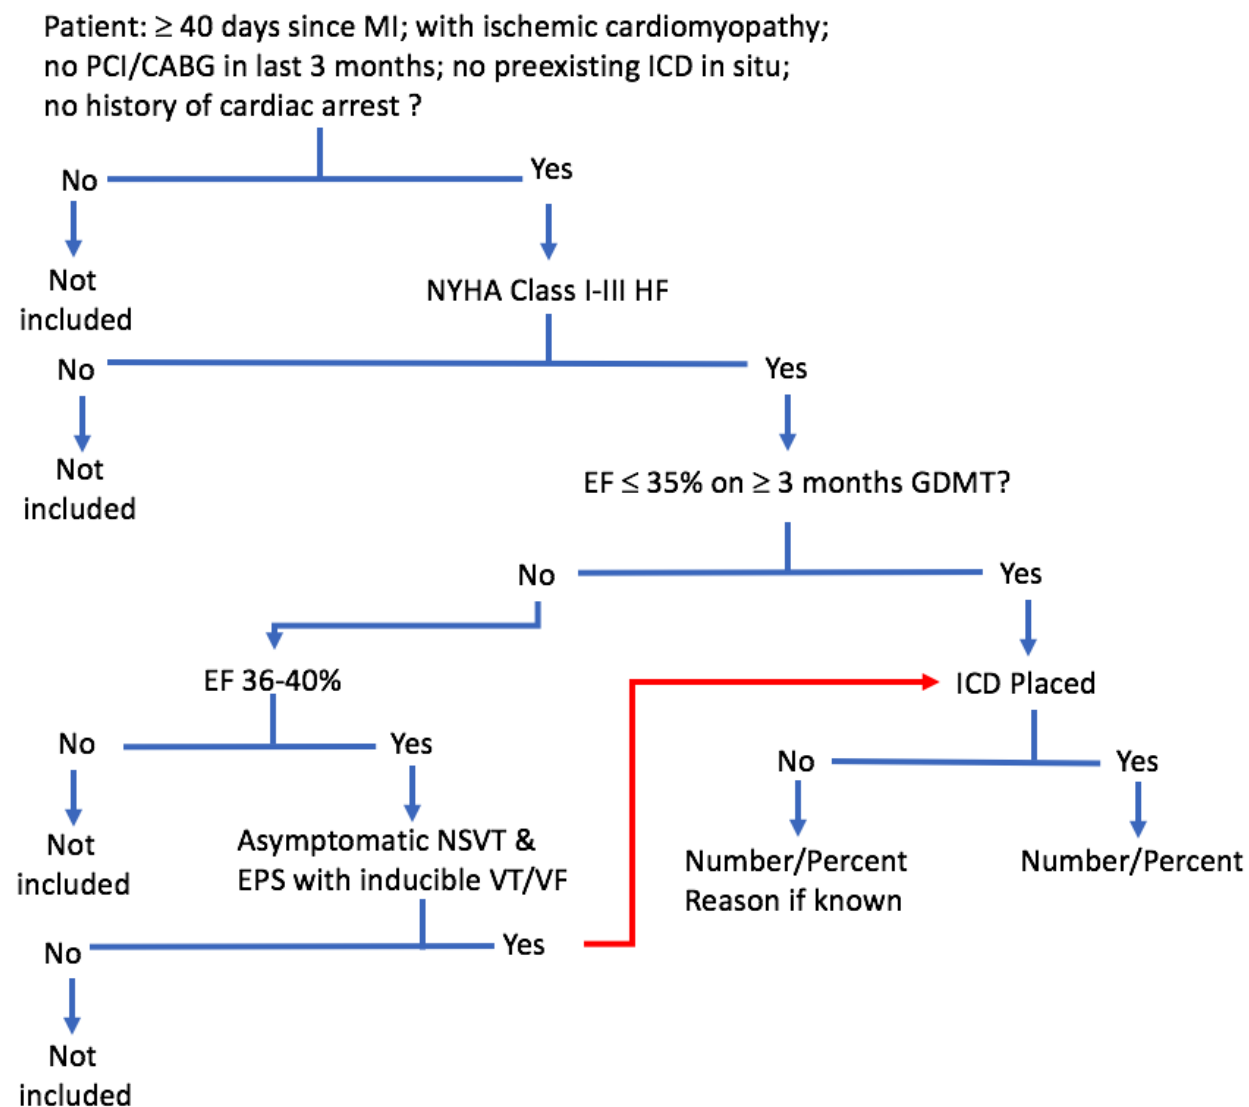 Patient: ≥ 40 days since MI; with ischemic cardiomyopathy;
no PCI/CABG in last 3 months; no preexisting ICD in situ;
no history of cardiac arrest ?
No
Yes
Not
included
NYHA Class I-III HF
No
Yes
Not
included
EF ≤ 35% on ≥ 3 months GDMT?
No
Yes
EF 36-40%
ICD Placed
No
Yes
No
Yes
Not
included
Asymptomatic NSVT &
EPS with inducible VT/VF
Number/Percent
Reason if known
Number/Percent
No
Yes
Not
included